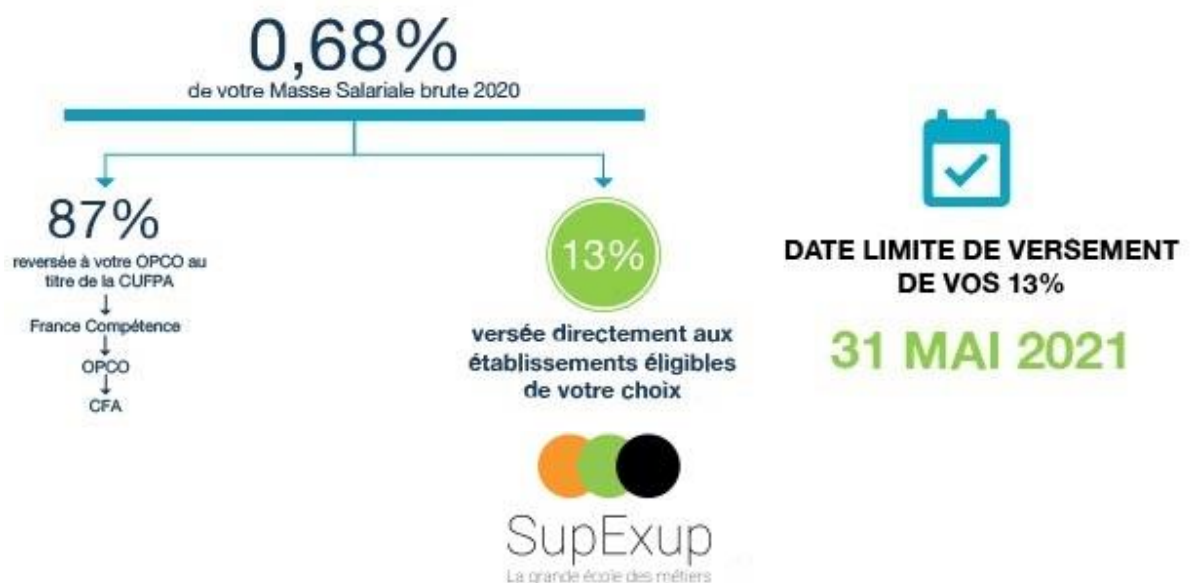 0,68%
de votre Masse Salariale brute 2020
87%
reversée à votre OPCO au
titre de la CUFPA
France Compétence
OPCO
CFA
13%
versée directement aux
établissements éligibles
de votre choix
SupExup
La grande école des métiers
DATE LIMITE DE VERSEMENT
DE VOS 13%
31 MAI 2021